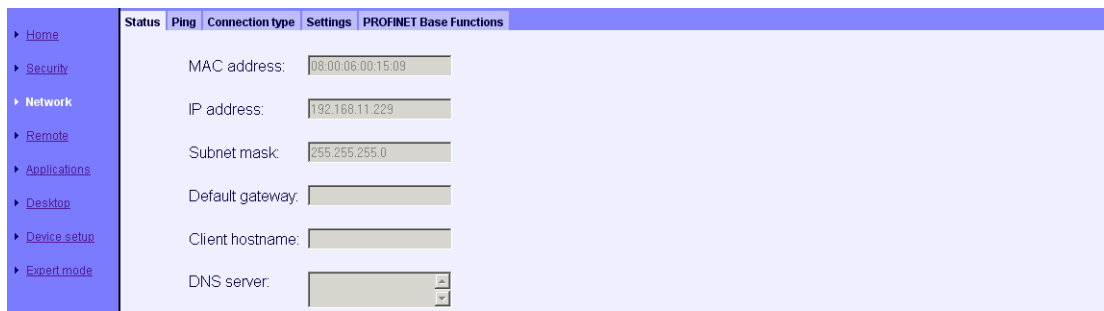 Status Ping Connection type Settings PROFINET Base Functions
Home
Security
Network
Remote
Applications
Desktop
Device setup
Expert mode
MAC address: 08:00:06:00:15:09
IP address: 192.168.11.229
Subnet mask: 255.255.255.0
Default gateway:
Client hostname:
DNS server: